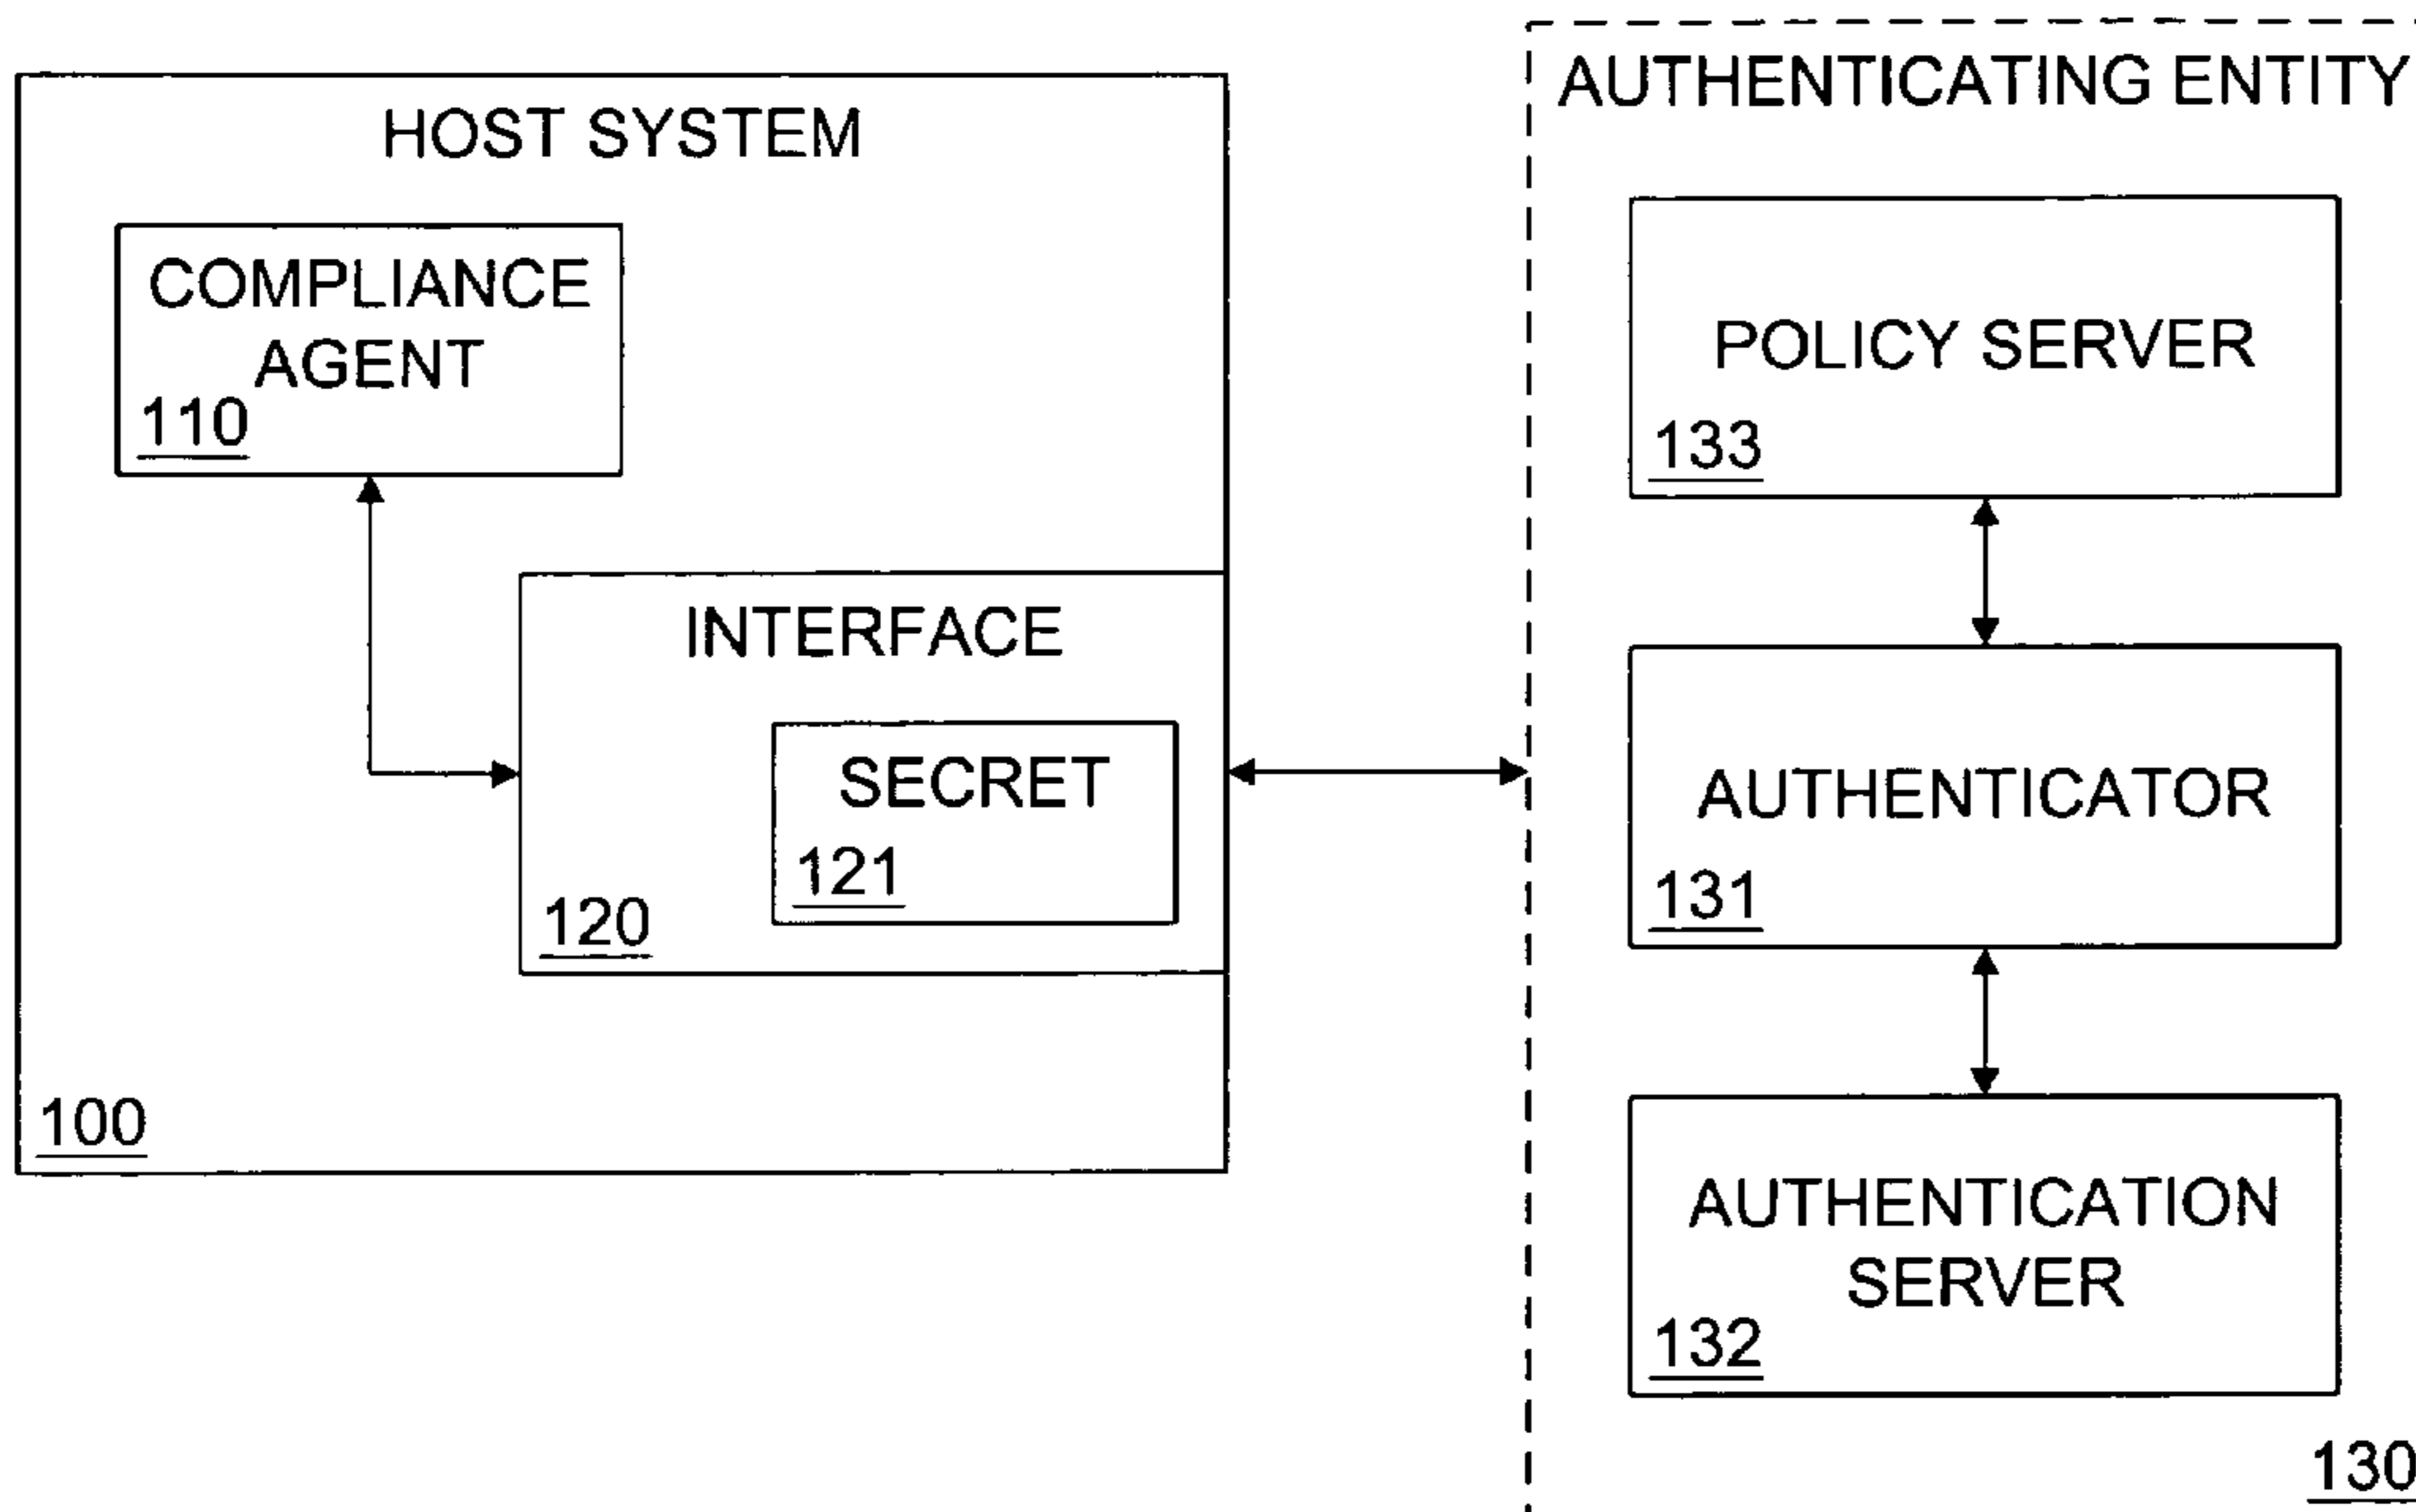 HOST SYSTEM
COMPLIANCE
AGENT
110
INTERFACE
SECRET
121
120
100
AUTHENTICATING ENTITY
POLICY SERVER
133
AUTHENTICATOR
131
AUTHENTICATION
SERVER
132
130